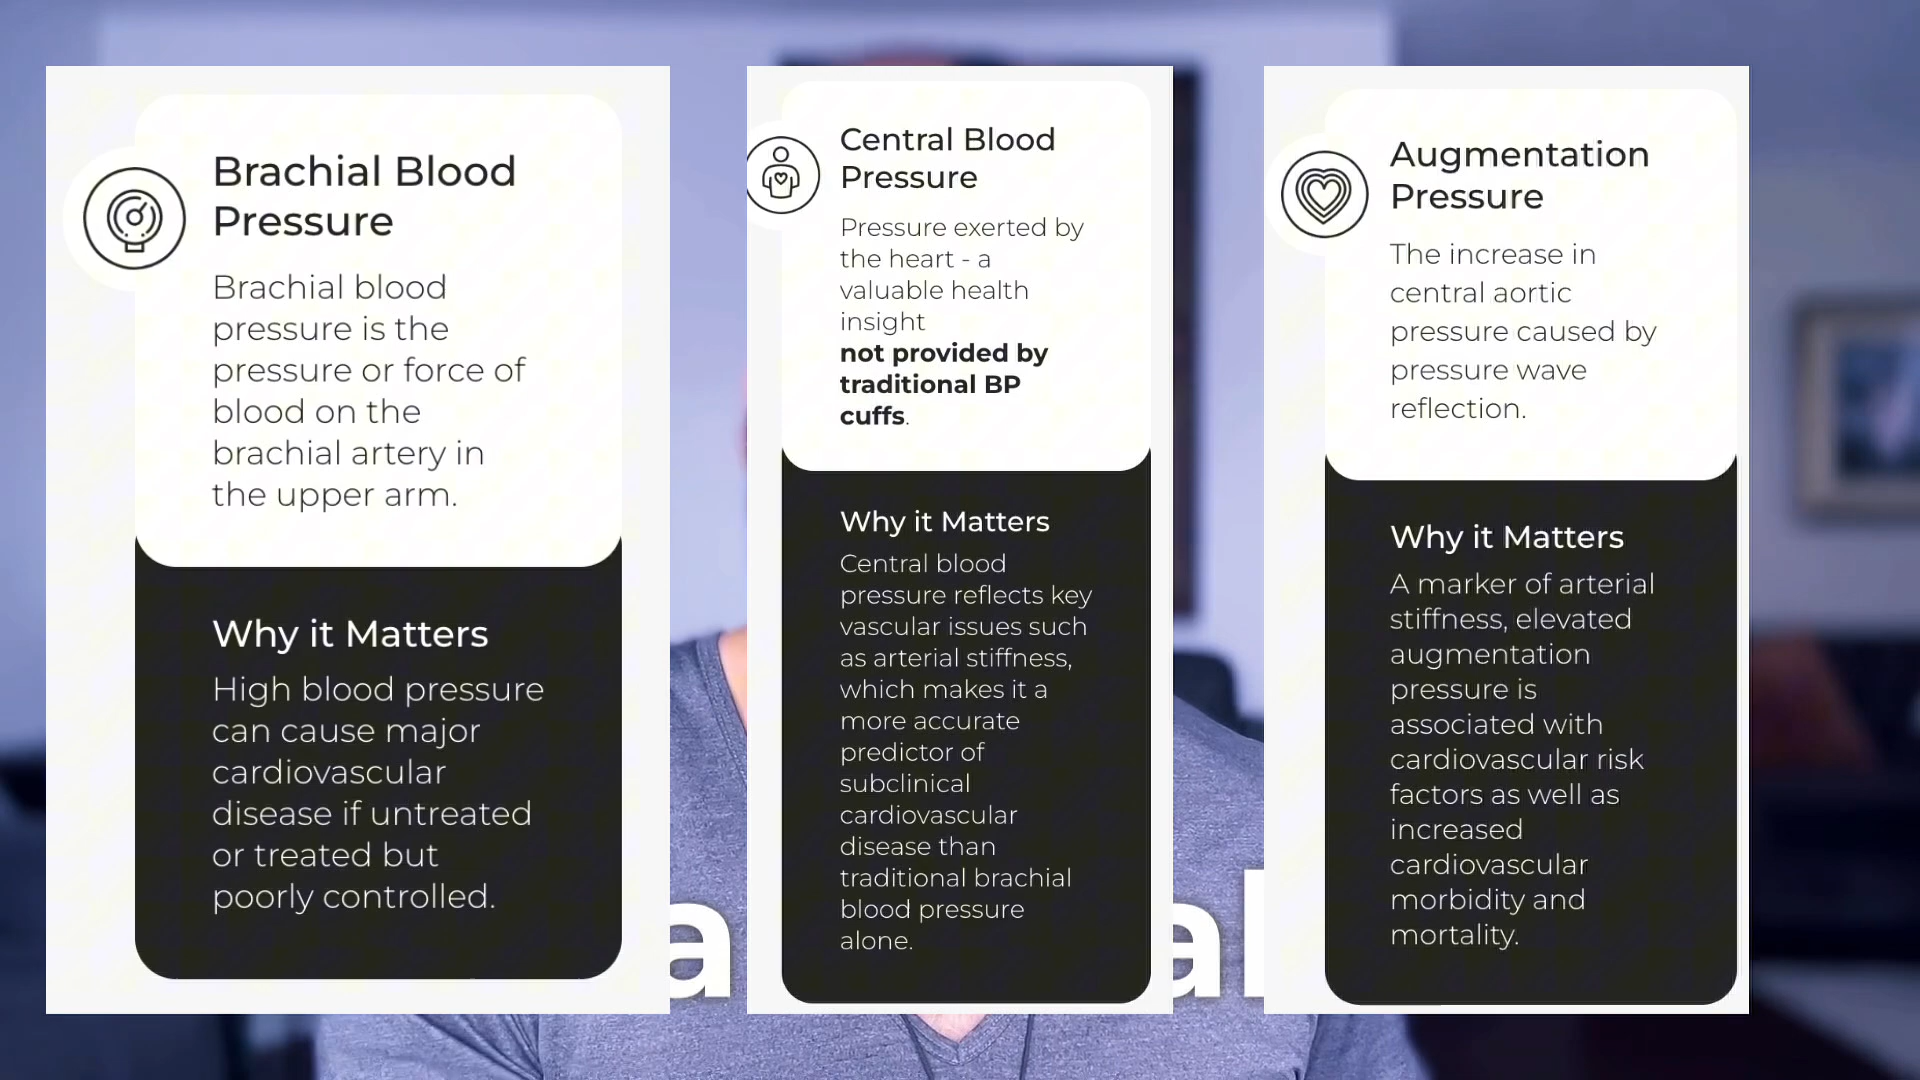 Brachial Blood
Pressure
Brachial blood
pressure is the
pressure or force of
blood on the
brachial artery in
the upper arm.
Why it Matters
High blood pressure
can cause major
cardiovascular
disease if untreated
or treated but
poorly controlled.
Central Blood
Pressure
Pressure exerted by
the heart - a
valuable health
insight
not provided by
traditional BP
cuffs.
Why it Matters
Central blood
pressure reflects key
vascular issues such
as arterial stiffness,
which makes it a
more accurate
predictor of
subclinical
cardiovascular
disease than
traditional brachial
blood pressure
alone.
Augmentation
Pressure
The increase in
central aortic
pressure caused by
pressure wave
reflection.
Why it Matters
A marker of arterial
stiffness, elevated
augmentation
pressure is
associated with
cardiovascular risk
factors as well as
increased
cardiovascular
morbidity and
mortality.